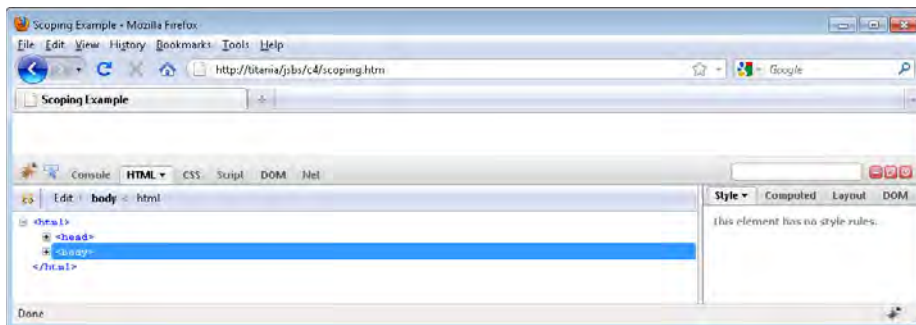 Scoping Example - Mozilla Firefox
File Edit View History Bookmarks Tools Help
http://titania/jsbs/c4/scoping.htm Google
Scoping Example
Console HTML CSS Script DOM Net
Edit body < html Style Computed Layout DOM
<html> This element has no style rules.
<head>
<body>
</html>
Done